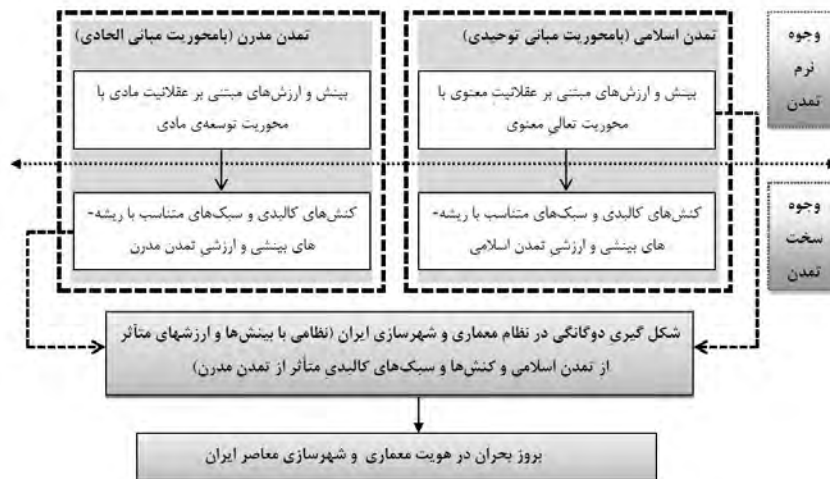 تمدن اسلامی (بامحوریت مبانی توحیدی)
تمدن مدرن (بامحوریت مبانی الحادی)
وجوه
نرم
تمدن
بینش و ارزش‌های مبتنی بر عقلانیت معنوی با
محوریت تعالیِ معنوی
بینش و ارزش‌های مبتنی بر عقلانیت مادی با
محوریت توسعه‌ی مادی
وجوه
سخت
تمدن
کنش‌های کالبدی و سبک‌های متناسب با ریشه-
های بینشی و ارزشیِ تمدن اسلامی
کنش‌های کالبدی و سبک‌های متناسب با ریشه-
های بینشی و ارزشیِ تمدن مدرن
شکل گیریِ دوگانگی در نظام معماری و شهرسازی ایران (نظامی با بینش‌ها و ارزشهای متأثر
از تمدن اسلامی و کنش‌ها و سبک‌های کالبدیِ متأثر از تمدن مدرن)
بروز بحران در هویت معماری و شهرسازی معاصر ایران